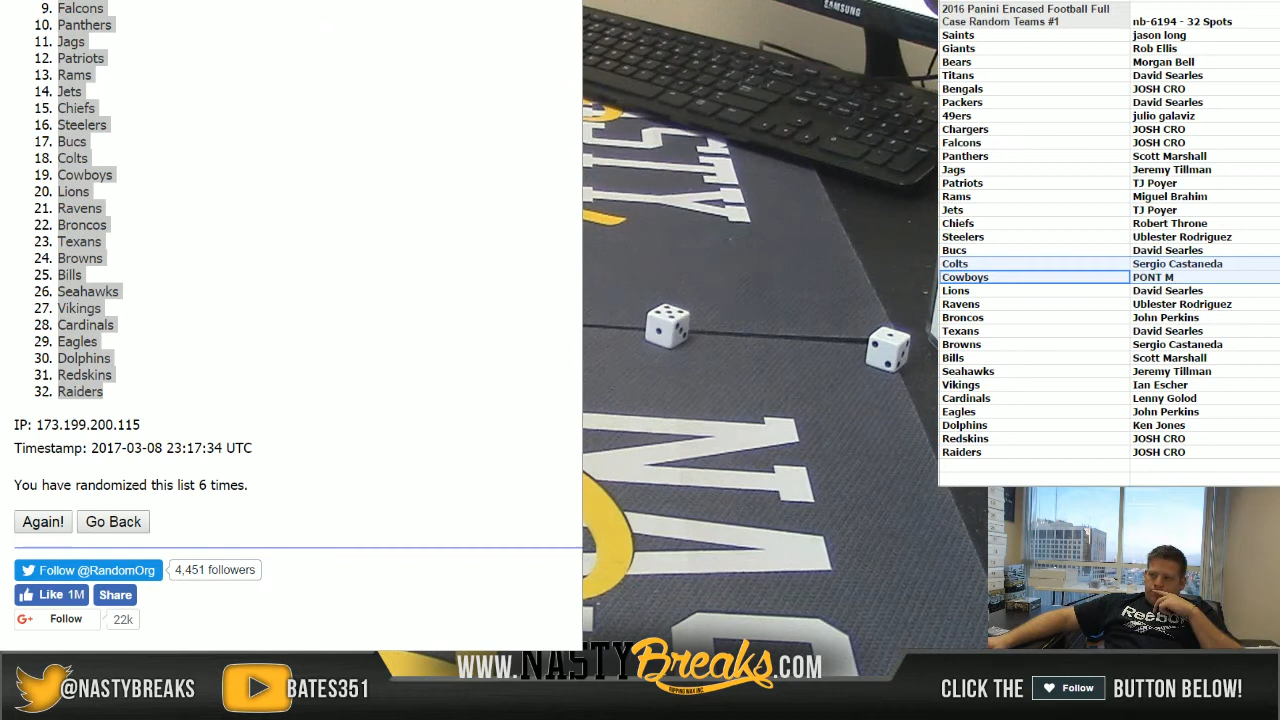 9. Falcons
10. Panthers
11. Jags
12. Patriots
13. Rams
14. Jets
15. Chiefs
16. Steelers
17. Bucs
18. Colts
19. Cowboys
20. Lions
21. Ravens
22. Broncos
23. Texans
24. Browns
25. Bills
26. Seahawks
27. Vikings
28. Cardinals
29. Eagles
30. Dolphins
31. Redskins
32. Raiders
IP: 173.199.200.115
Timestamp: 2017-03-08 23:17:34 UTC
You have randomized this list 6 times.
Again! Go Back
Follow @RandomOrg 4,451 followers
Like 1M Share
G+ Follow 22k
SAMSUNG
STY
NA
2016 Panini Encased Football Full
Case Random Teams #1 nb-6194 - 32 Spots
Saints jason long
Giants Rob Ellis
Bears Morgan Bell
Titans David Searles
Bengals JOSH CRO
Packers David Searles
49ers julio galaviz
Chargers JOSH CRO
Falcons JOSH CRO
Panthers Scott Marshall
Jags Jeremy Tillman
Patriots TJ Poyer
Rams Miguel Brahim
Jets TJ Poyer
Chiefs Robert Throne
Steelers Ublester Rodriguez
Bucs David Searles
Colts Sergio Castaneda
Cowboys PONT M
Lions David Searles
Ravens Ublester Rodriguez
Broncos John Perkins
Texans David Searles
Browns Sergio Castaneda
Bills Scott Marshall
Seahawks Jeremy Tillman
Vikings Ian Escher
Cardinals Lenny Golod
Eagles John Perkins
Dolphins Ken Jones
Redskins JOSH CRO
Raiders JOSH CRO
Reebok
@NASTYBREAKS
BATES351
WWW.NASTYBreaks.COM
RIPPING WAX INC
CLICK THE Follow BUTTON BELOW!